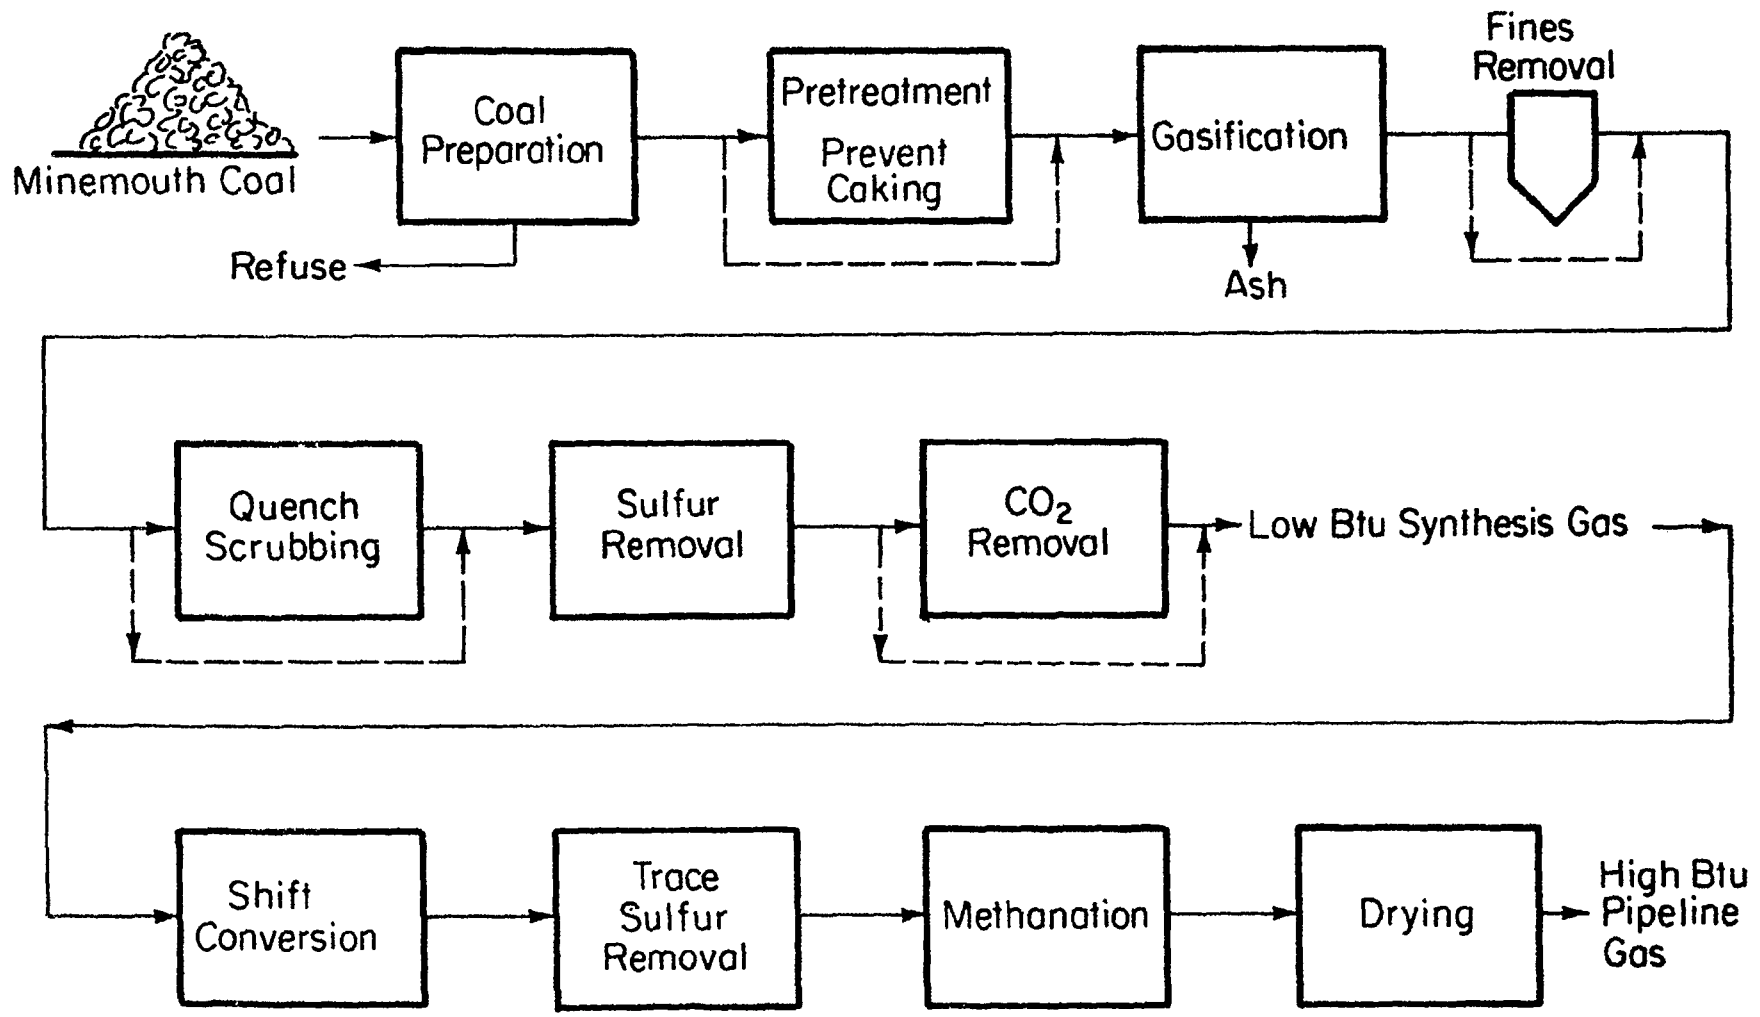 Fines
Removal
Minemouth Coal
Coal
Preparation
Pretreatment
Prevent
Caking
Gasification
Refuse
Ash
Quench
Scrubbing
Sulfur
Removal
CO2
Removal
Low Btu Synthesis Gas
Shift
Conversion
Trace
Sulfur
Removal
Methanation
Drying
High Btu
Pipeline
Gas